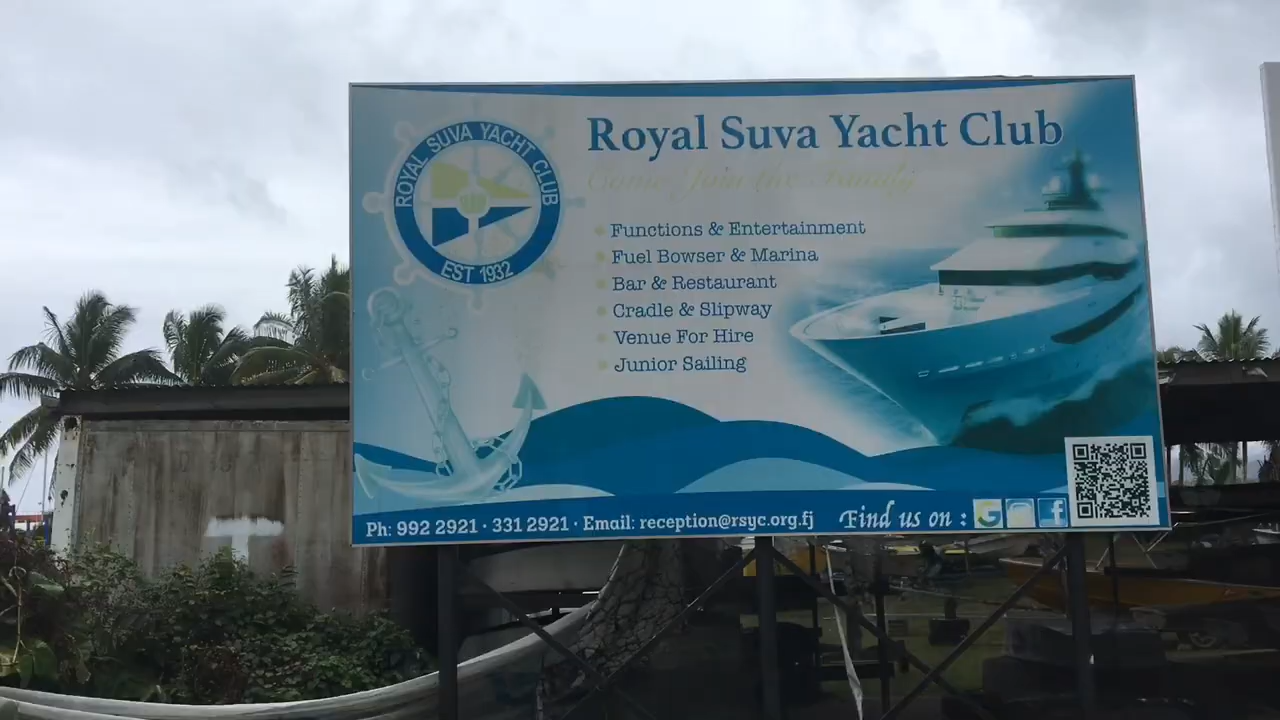 ROYAL SUVA YACHT CLUB
EST 1932
Royal Suva Yacht Club
Come Join the Family
Functions & Entertainment
Fuel Bowser & Marina
Bar & Restaurant
Cradle & Slipway
Venue For Hire
Junior Sailing
Ph: 992 2921 · 331 2921 · Email: reception@rsyc.org.fj
Find us on :
G
f
T